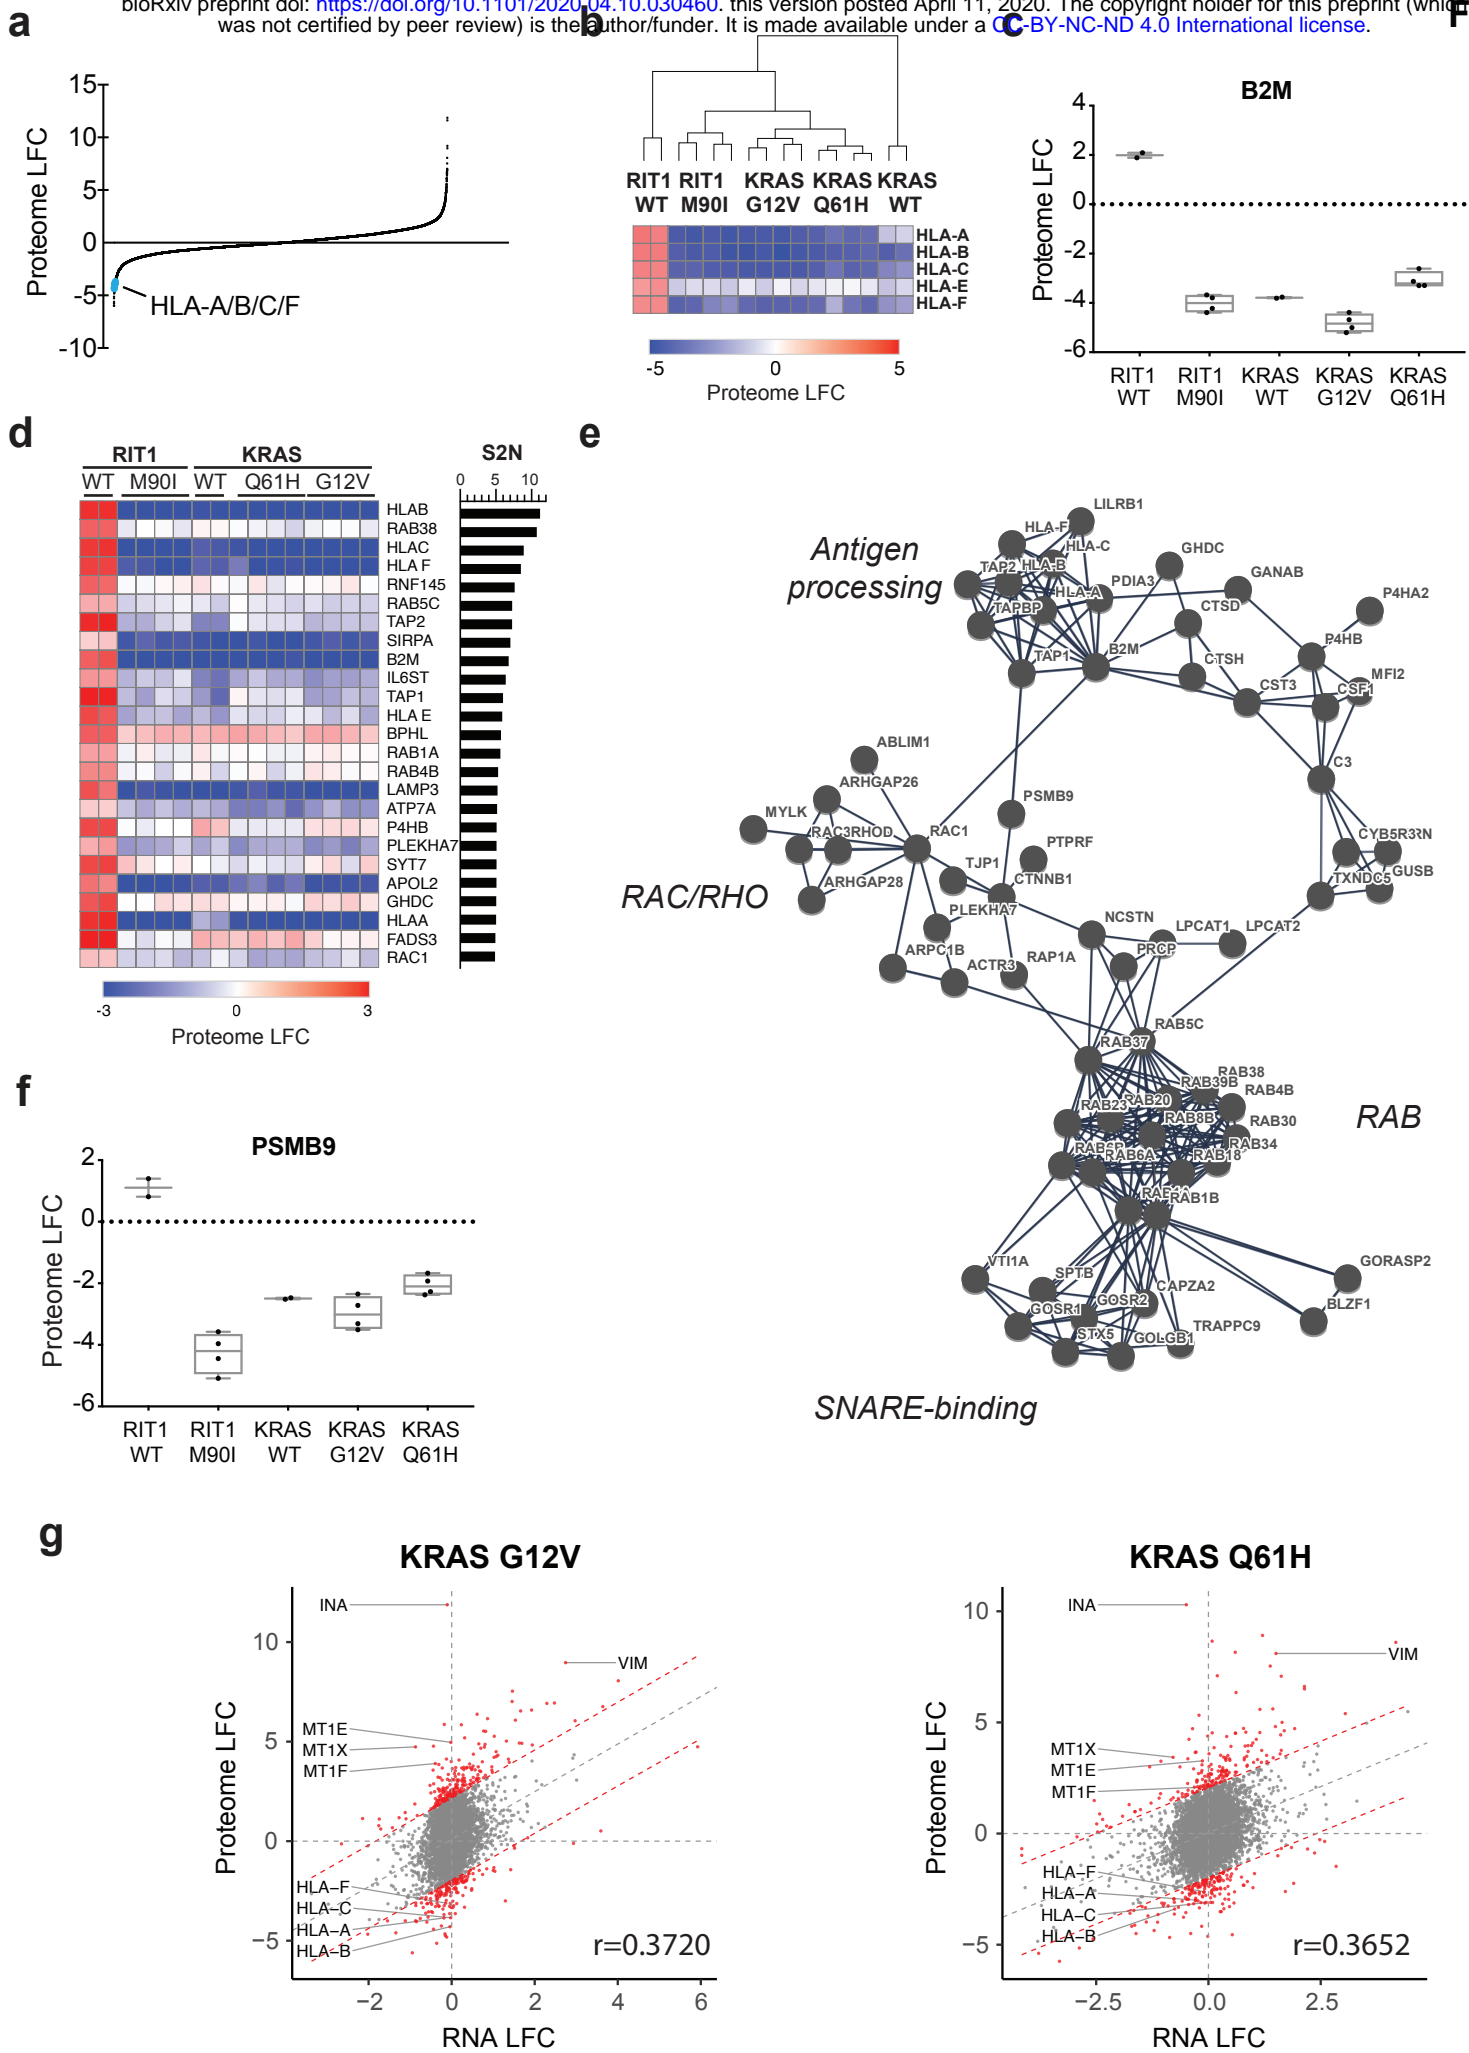 bioRxiv preprint doi: https://doi.org/10.1101/2020.04.10.030460. this version posted April 11, 2020. The copyright holder for this preprint (which
was not certified by peer review) is the author/funder. It is made available under a CC-BY-NC-ND 4.0 International license.
F
a
Proteome LFC
15
10
5
0
-5
-10
HLA-A/B/C/F
b
RIT1 RIT1 KRAS KRAS KRAS
WT M90I G12V Q61H WT
HLA-A
HLA-B
HLA-C
HLA-E
HLA-F
-5 0 5
Proteome LFC
c
B2M
Proteome LFC
4
2
0
-2
-4
-6
RIT1 RIT1 KRAS KRAS KRAS
WT M90I WT G12V Q61H
d
RIT1 KRAS
WT M90I WT Q61H G12V
S2N
0 5 10
HLAB
RAB38
HLAC
HLA F
RNF145
RAB5C
TAP2
SIRPA
B2M
IL6ST
TAP1
HLA E
BPHL
RAB1A
RAB4B
LAMP3
ATP7A
P4HB
PLEKHA7
SYT7
APOL2
GHDC
HLAA
FADS3
RAC1
-3 0 3
Proteome LFC
e
Antigen
processing
LILRB1
HLA-F
HLA-C
TAP2
HLA-B
HLA-A
PDIA3
TAPBP
TAP1
B2M
GHDC
GANAB
CTSD
CTSH
P4HA2
P4HB
MFI2
CST3
CSF1
C3
ABLIM1
ARHGAP26
MYLK
RAC3
RHOD
RAC1
ARHGAP28
RAC/RHO
PSMB9
PTPRF
TJP1
CTNNB1
PLEKHA7
ARPC1B
ACTR3
RAP1A
CYB5R3
GUSB
TXNDC5
NCSTN
LPCAT1
LPCAT2
PRCP
RAB5C
RAB37
RAB38
RAB39B
RAB4B
RAB23
RAB20
RAB8B
RAB30
RAB34
RAB6A
RAB18
RAB1B
RAB
VTI1A
SPTB
CAPZA2
GOSR2
GOSR1
STX5
GOLGB1
TRAPPC9
GORASP2
BLZF1
SNARE-binding
f
PSMB9
Proteome LFC
2
0
-2
-4
-6
RIT1 RIT1 KRAS KRAS KRAS
WT M90I WT G12V Q61H
g
KRAS G12V
Proteome LFC
10
5
0
−5
INA
VIM
MT1E
MT1X
MT1F
HLA−F
HLA−C
HLA−A
HLA−B
r=0.3720
−2 0 2 4 6
RNA LFC
KRAS Q61H
Proteome LFC
10
5
0
−5
INA
VIM
MT1X
MT1E
MT1F
HLA−F
HLA−A
HLA−C
HLA−B
r=0.3652
−2.5 0.0 2.5
RNA LFC